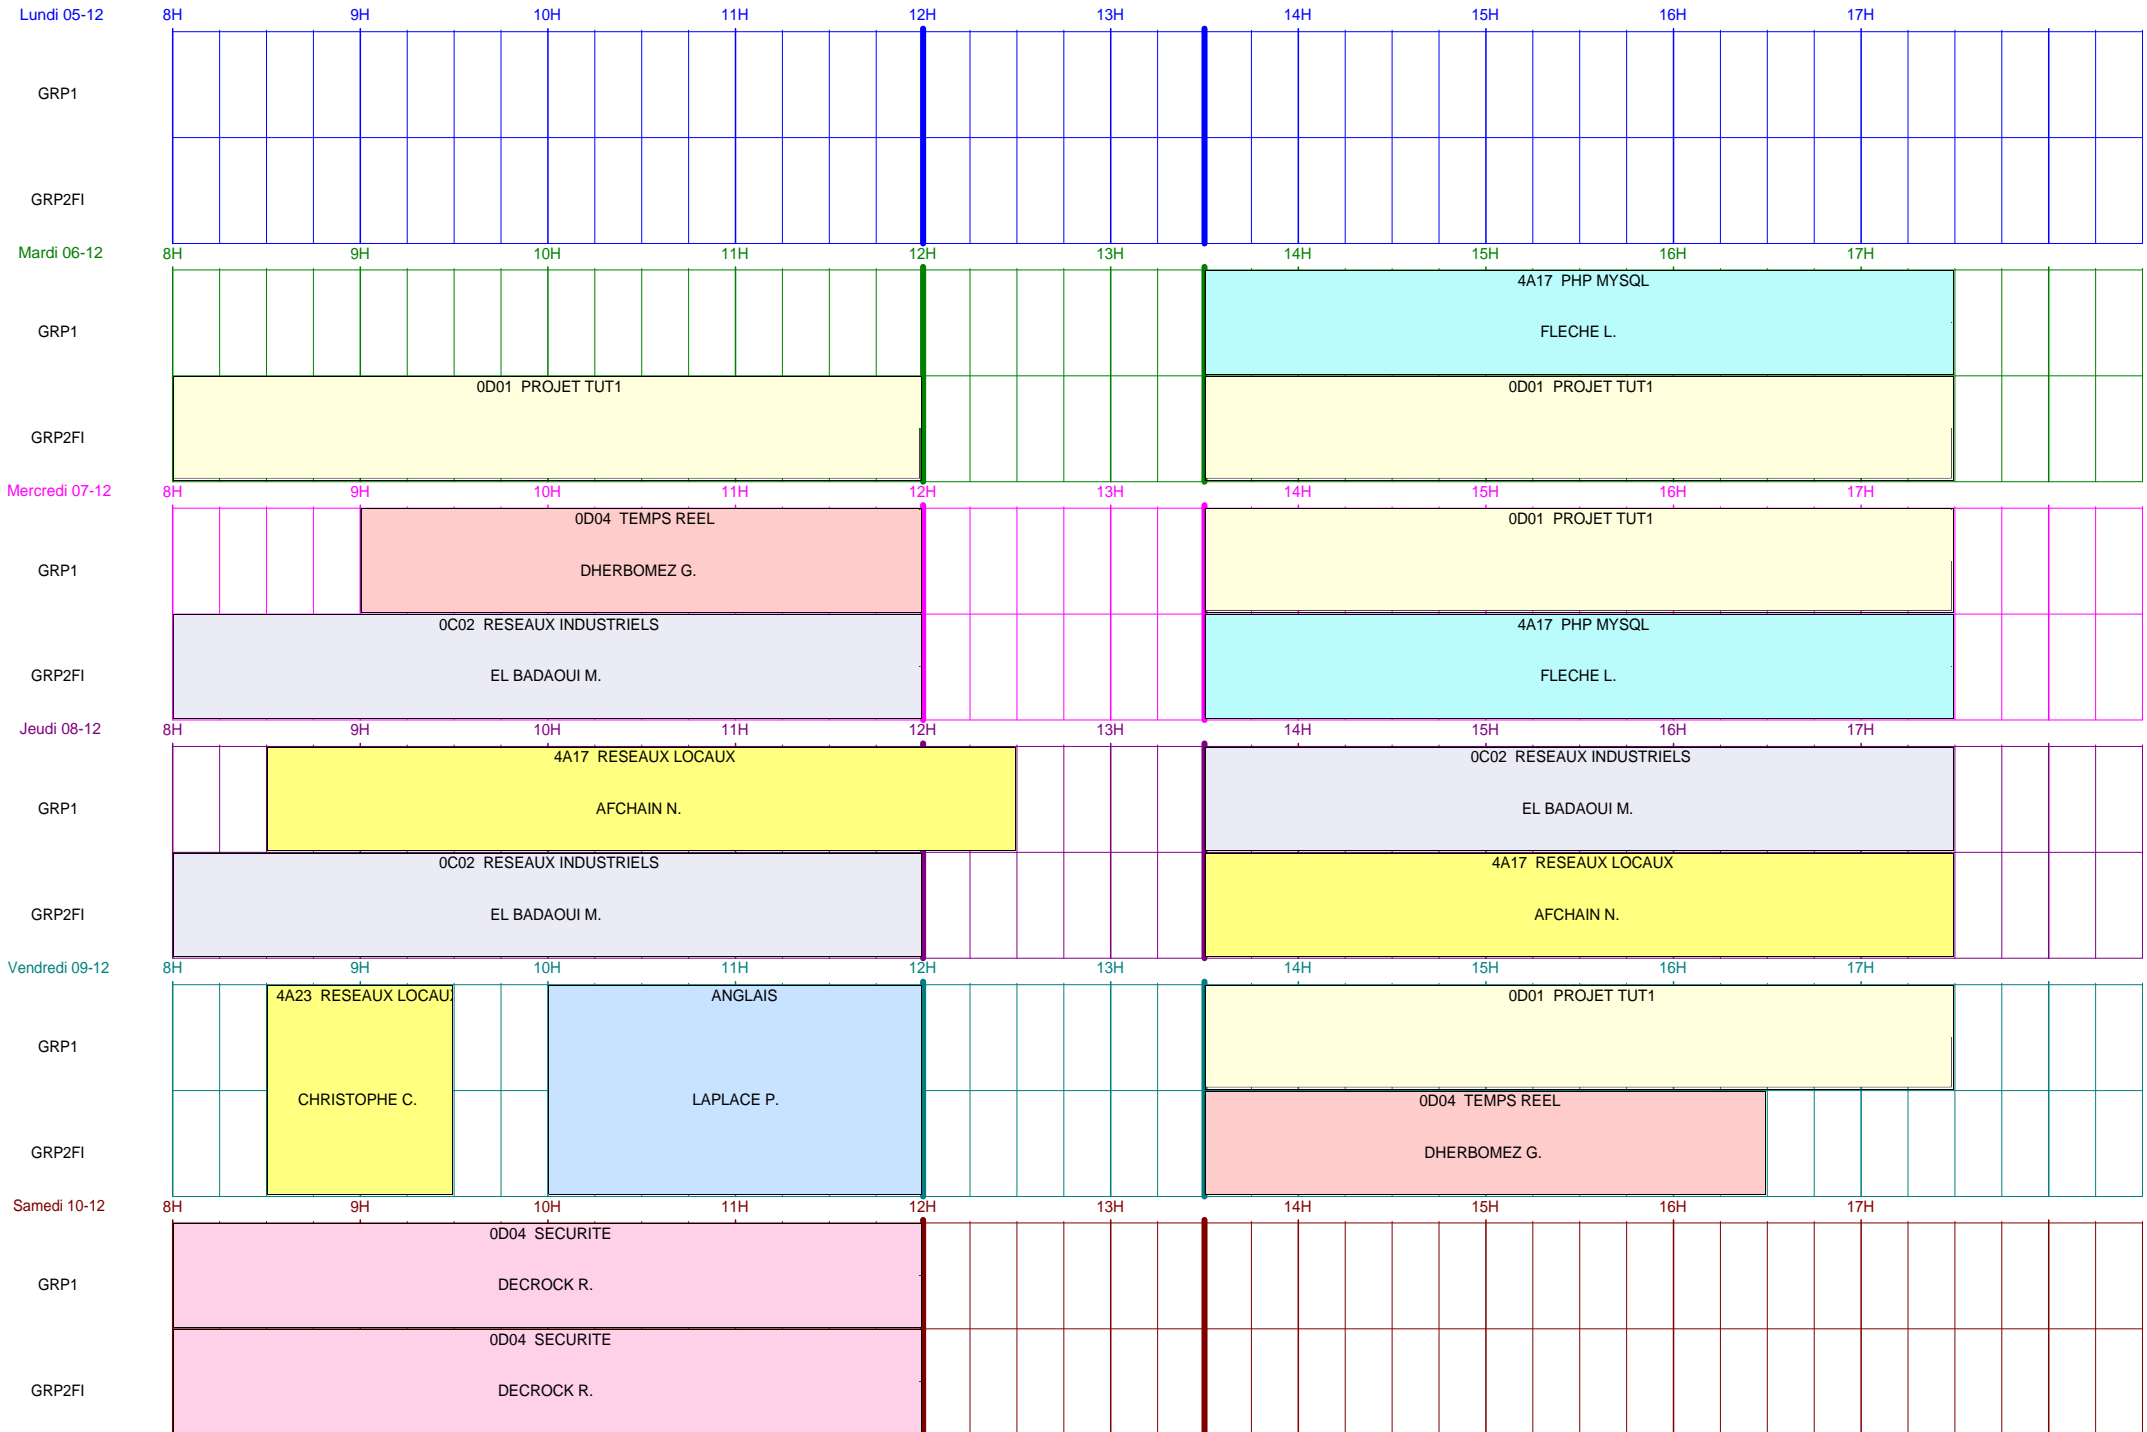 Lundi 05-12 8H 9H 10H 11H 12H 13H 14H 15H 16H 17H
GRP1
GRP2FI
Mardi 06-12 8H 9H 10H 11H 12H 13H 14H 15H 16H 17H
4A17 PHP MYSQL
GRP1 FLECHE L.
0D01 PROJET TUT1 0D01 PROJET TUT1
GRP2FI
Mercredi 07-12 8H 9H 10H 11H 12H 13H 14H 15H 16H 17H
0D04 TEMPS REEL 0D01 PROJET TUT1
GRP1 DHERBOMEZ G.
0C02 RESEAUX INDUSTRIELS 4A17 PHP MYSQL
GRP2FI EL BADAOUI M. FLECHE L.
Jeudi 08-12 8H 9H 10H 11H 12H 13H 14H 15H 16H 17H
4A17 RESEAUX LOCAUX 0C02 RESEAUX INDUSTRIELS
GRP1 AFCHAIN N. EL BADAOUI M.
0C02 RESEAUX INDUSTRIELS 4A17 RESEAUX LOCAUX
GRP2FI EL BADAOUI M. AFCHAIN N.
Vendredi 09-12 8H 9H 10H 11H 12H 13H 14H 15H 16H 17H
4A23 RESEAUX LOCAUX ANGLAIS 0D01 PROJET TUT1
GRP1
CHRISTOPHE C. LAPLACE P. 0D04 TEMPS REEL
GRP2FI DHERBOMEZ G.
Samedi 10-12 8H 9H 10H 11H 12H 13H 14H 15H 16H 17H
0D04 SECURITE
GRP1 DECROCK R.
0D04 SECURITE
GRP2FI DECROCK R.